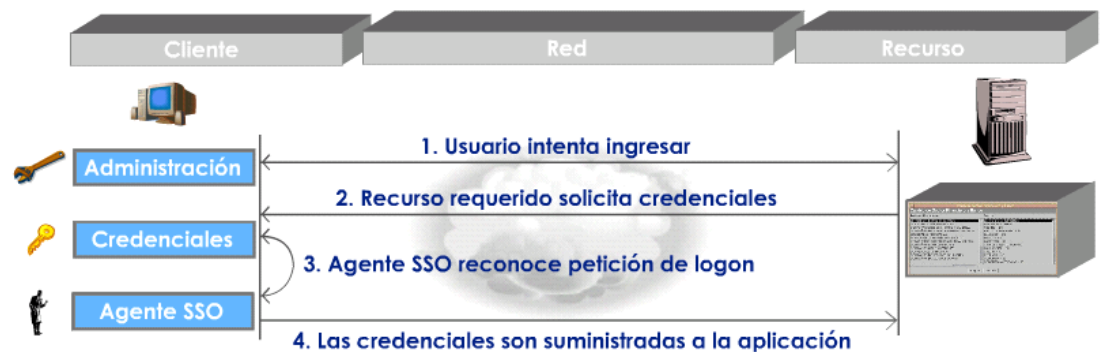 Cliente
Red
Recurso
1. Usuario intenta ingresar
Administración
2. Recurso requerido solicita credenciales
Credenciales
3. Agente SSO reconoce petición de logon
Agente SSO
4. Las credenciales son suministradas a la aplicación